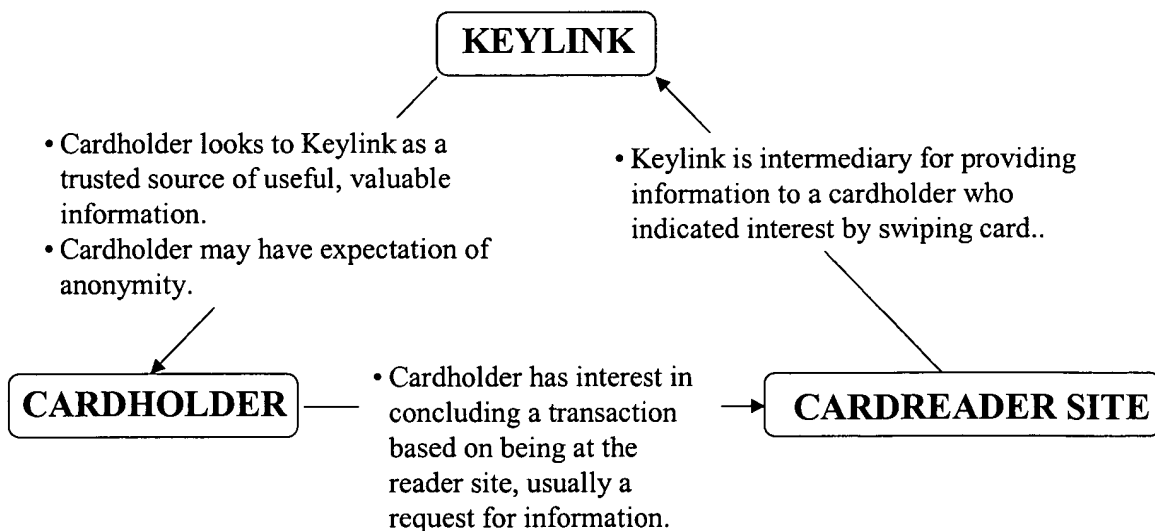 KEYLINK
• Cardholder looks to Keylink as a
trusted source of useful, valuable
information.
• Cardholder may have expectation of
anonymity.
• Keylink is intermediary for providing
information to a cardholder who
indicated interest by swiping card..
CARDHOLDER
• Cardholder has interest in
concluding a transaction
based on being at the
reader site, usually a
request for information.
CARDREADER SITE